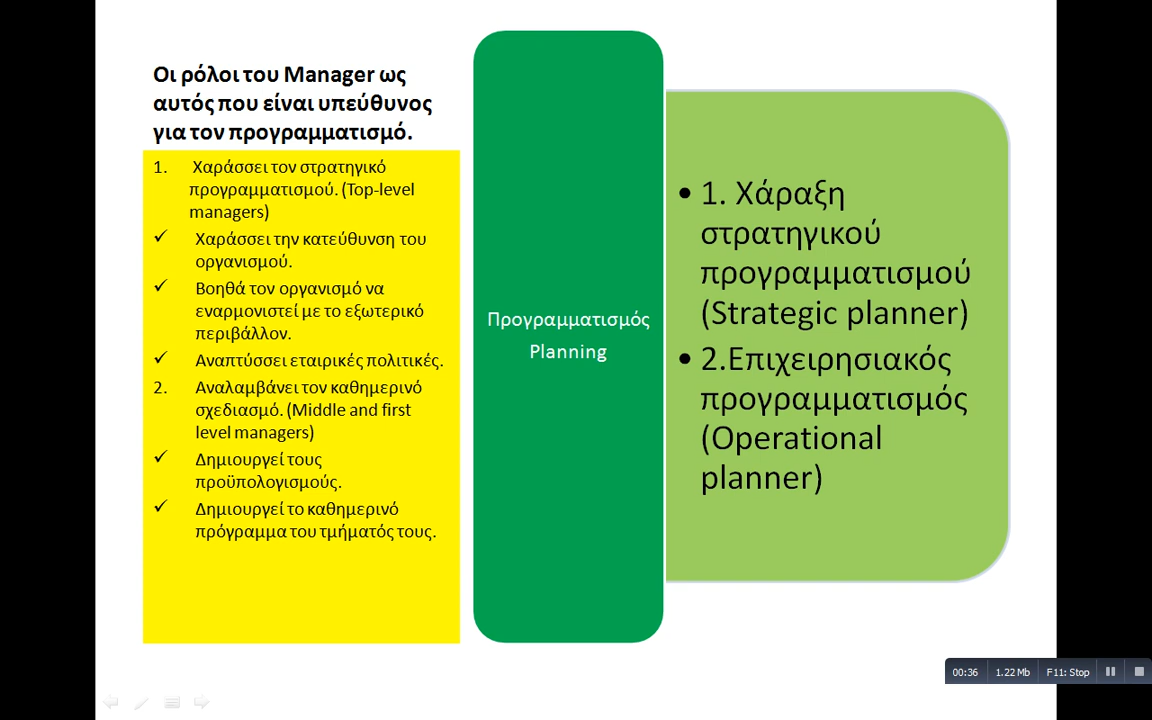 Οι ρόλοι του Manager ως
αυτός που είναι υπεύθυνος
για τον προγραμματισμό.
1. Χαράσσει τον στρατηγικό
προγραμματισμού. (Top-level
managers)
✓ Χαράσσει την κατεύθυνση του
οργανισμού.
✓ Βοηθά τον οργανισμό να
εναρμονιστεί με το εξωτερικό
περιβάλλον.
✓ Αναπτύσσει εταιρικές πολιτικές.
2. Αναλαμβάνει τον καθημερινό
σχεδιασμό. (Middle and first
level managers)
✓ Δημιουργεί τους
προϋπολογισμούς.
✓ Δημιουργεί το καθημερινό
πρόγραμμα του τμήματός τους.
Προγραμματισμός
Planning
• 1. Χάραξη
στρατηγικού
προγραμματισμού
(Strategic planner)
• 2.Επιχειρησιακός
προγραμματισμός
(Operational
planner)
00:36 1.22 Mb F11: Stop